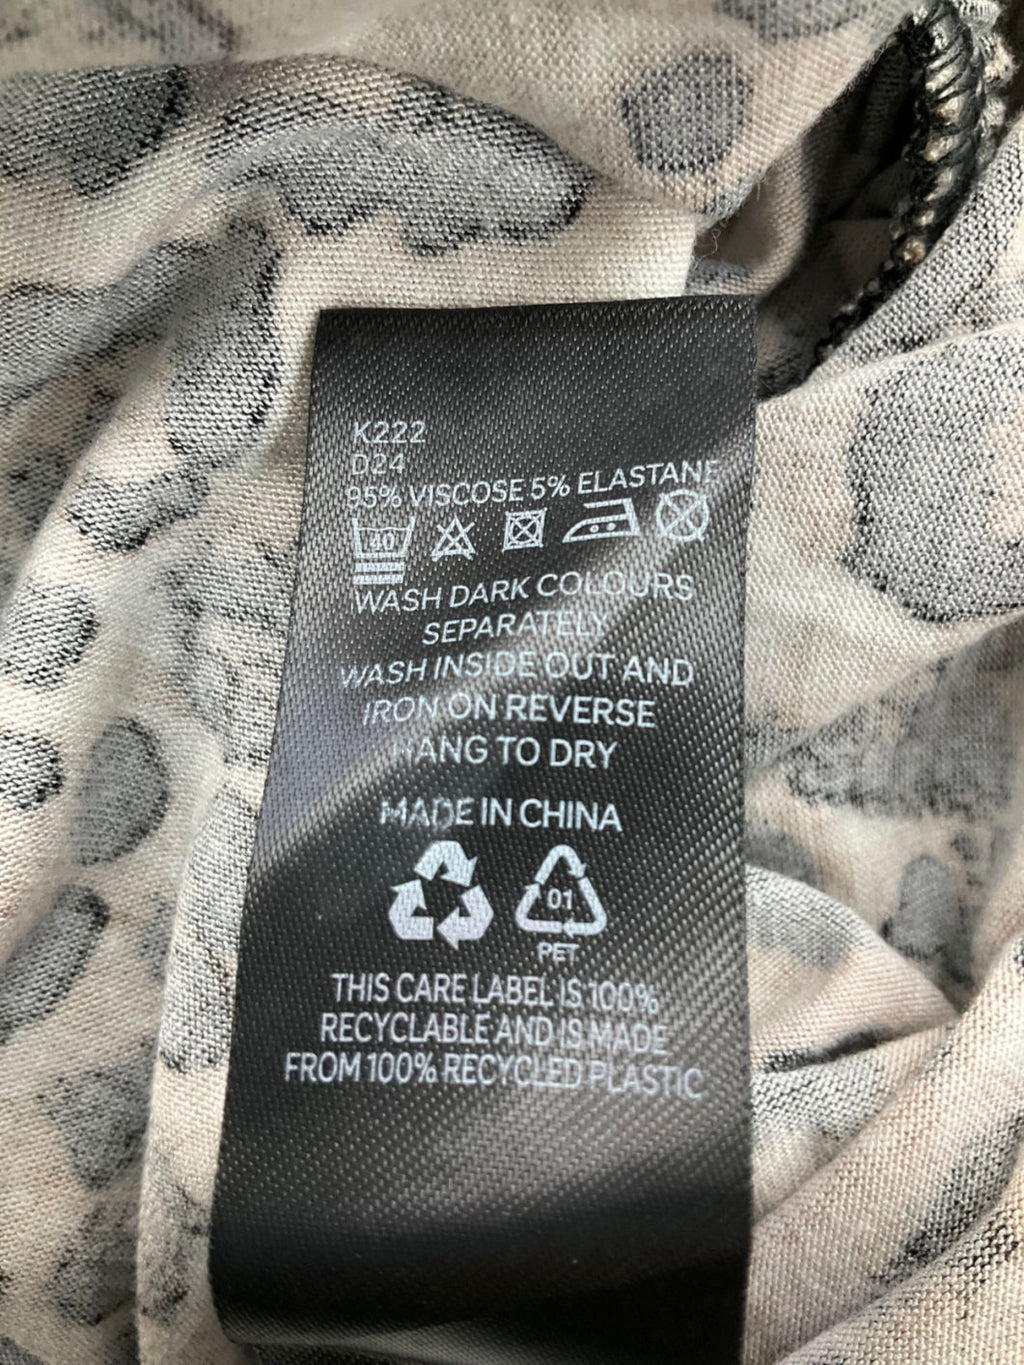 K222
D24
95% VISCOSE 5% ELASTANE
40
WASH DARK COLOURS
SEPARATELY
WASH INSIDE OUT AND
IRON ON REVERSE
HANG TO DRY
MADE IN CHINA
01
PET
THIS CARE LABEL IS 100%
RECYCLABLE AND IS MADE
FROM 100% RECYCLED PLASTIC